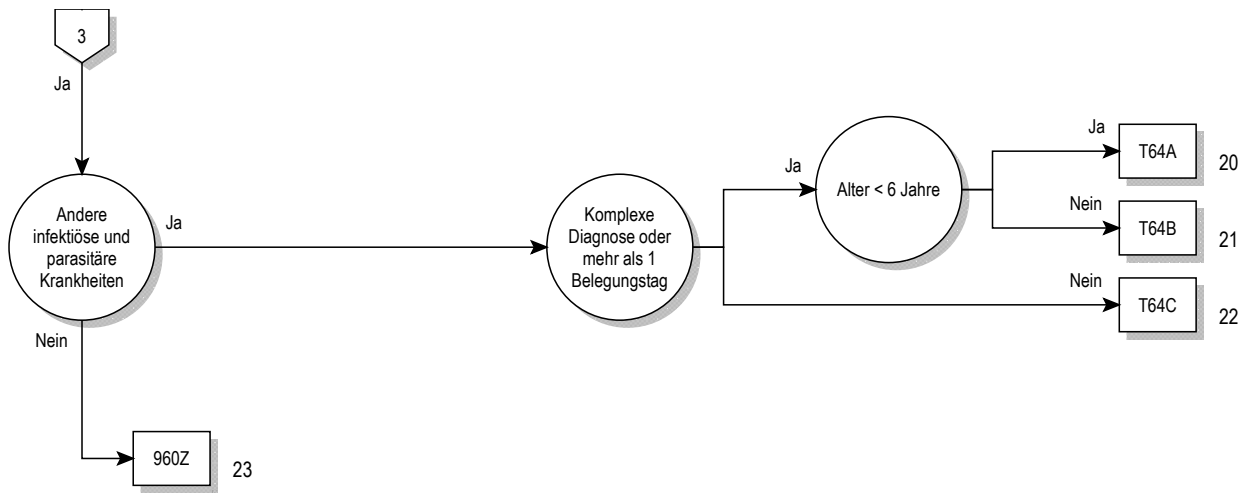 3
Ja
Andere
infektiöse und
parasitäre
Krankheiten
Ja
Komplexe
Diagnose oder
mehr als 1
Belegungstag
Ja
Alter < 6 Jahre
Ja
T64A
20
Nein
T64B
21
Nein
T64C
22
Nein
960Z
23